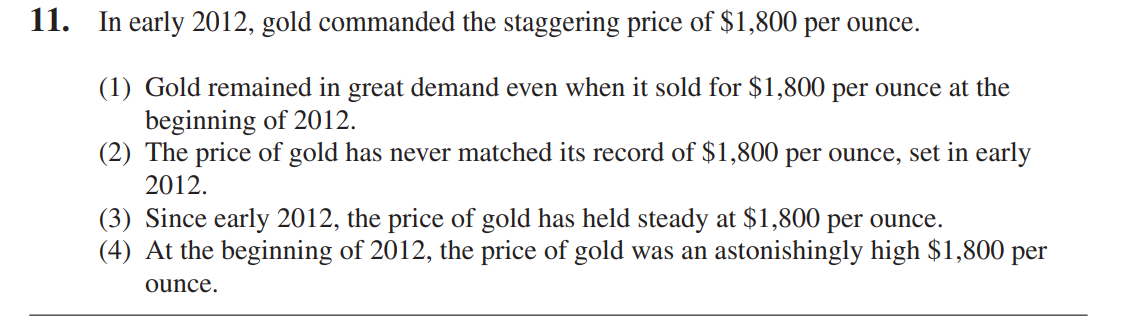 11. In early 2012, gold commanded the staggering price of $1,800 per ounce.
(1) Gold remained in great demand even when it sold for $1,800 per ounce at the
beginning of 2012.
(2) The price of gold has never matched its record of $1,800 per ounce, set in early
2012.
(3) Since early 2012, the price of gold has held steady at $1,800 per ounce.
(4) At the beginning of 2012, the price of gold was an astonishingly high $1,800 per
ounce.